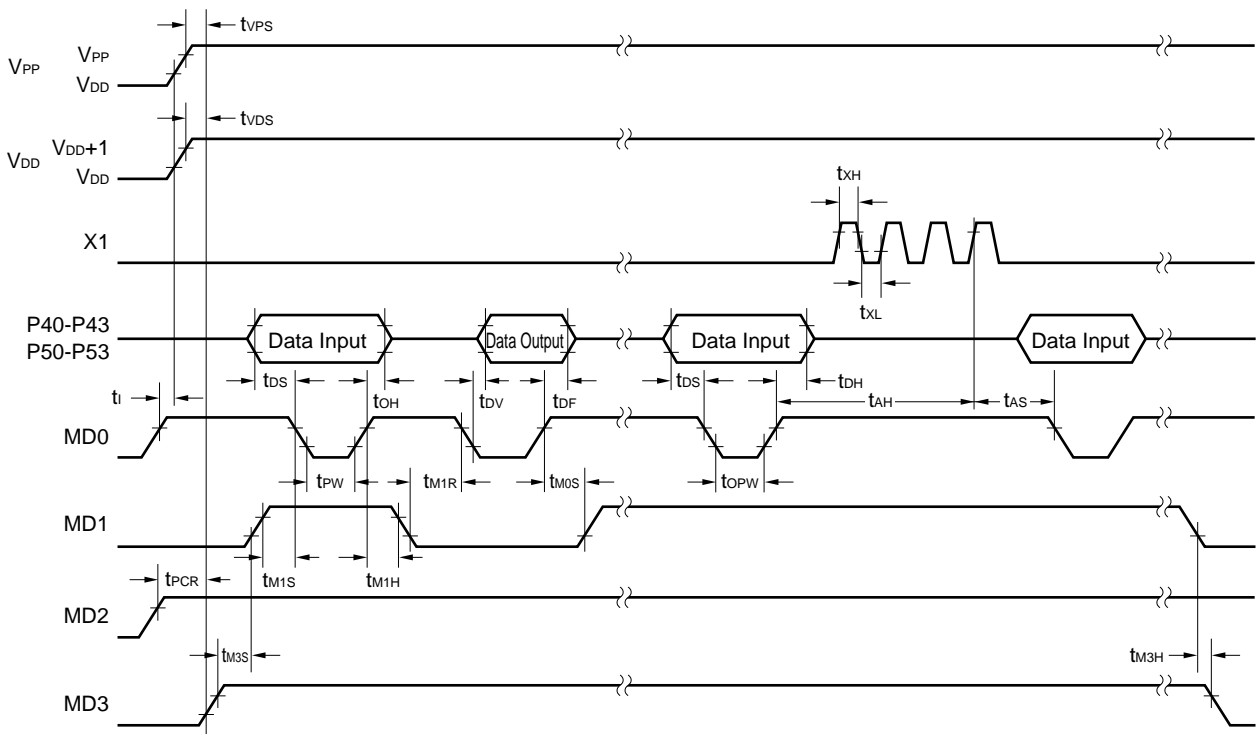 tVPS
VPP
VPP
VDD
tVDS
VDD
VDD+1
VDD
tXH
X1
tXL
P40-P43
P50-P53
Data Input
Data Output
Data Input
Data Input
tDS
tOH
tDV
tDF
tDS
tDH
tI
tAH
tAS
MD0
tPW
tM1R
tM0S
tOPW
MD1
tM1S
tM1H
tPCR
MD2
tM3S
tM3H
MD3